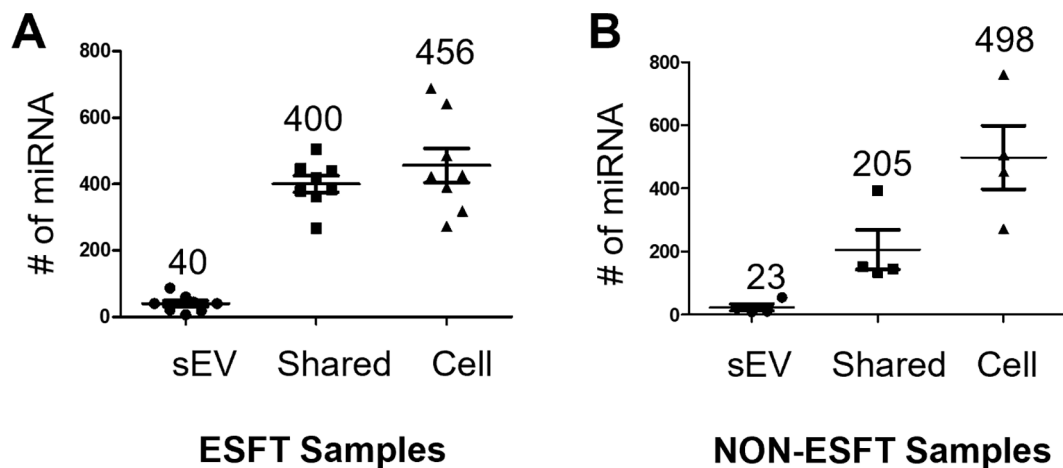 A
# of miRNA
800
600
400
200
0
40
400
456
sEV Shared Cell
ESFT Samples
B
# of miRNA
800
600
400
200
0
23
205
498
sEV Shared Cell
NON-ESFT Samples